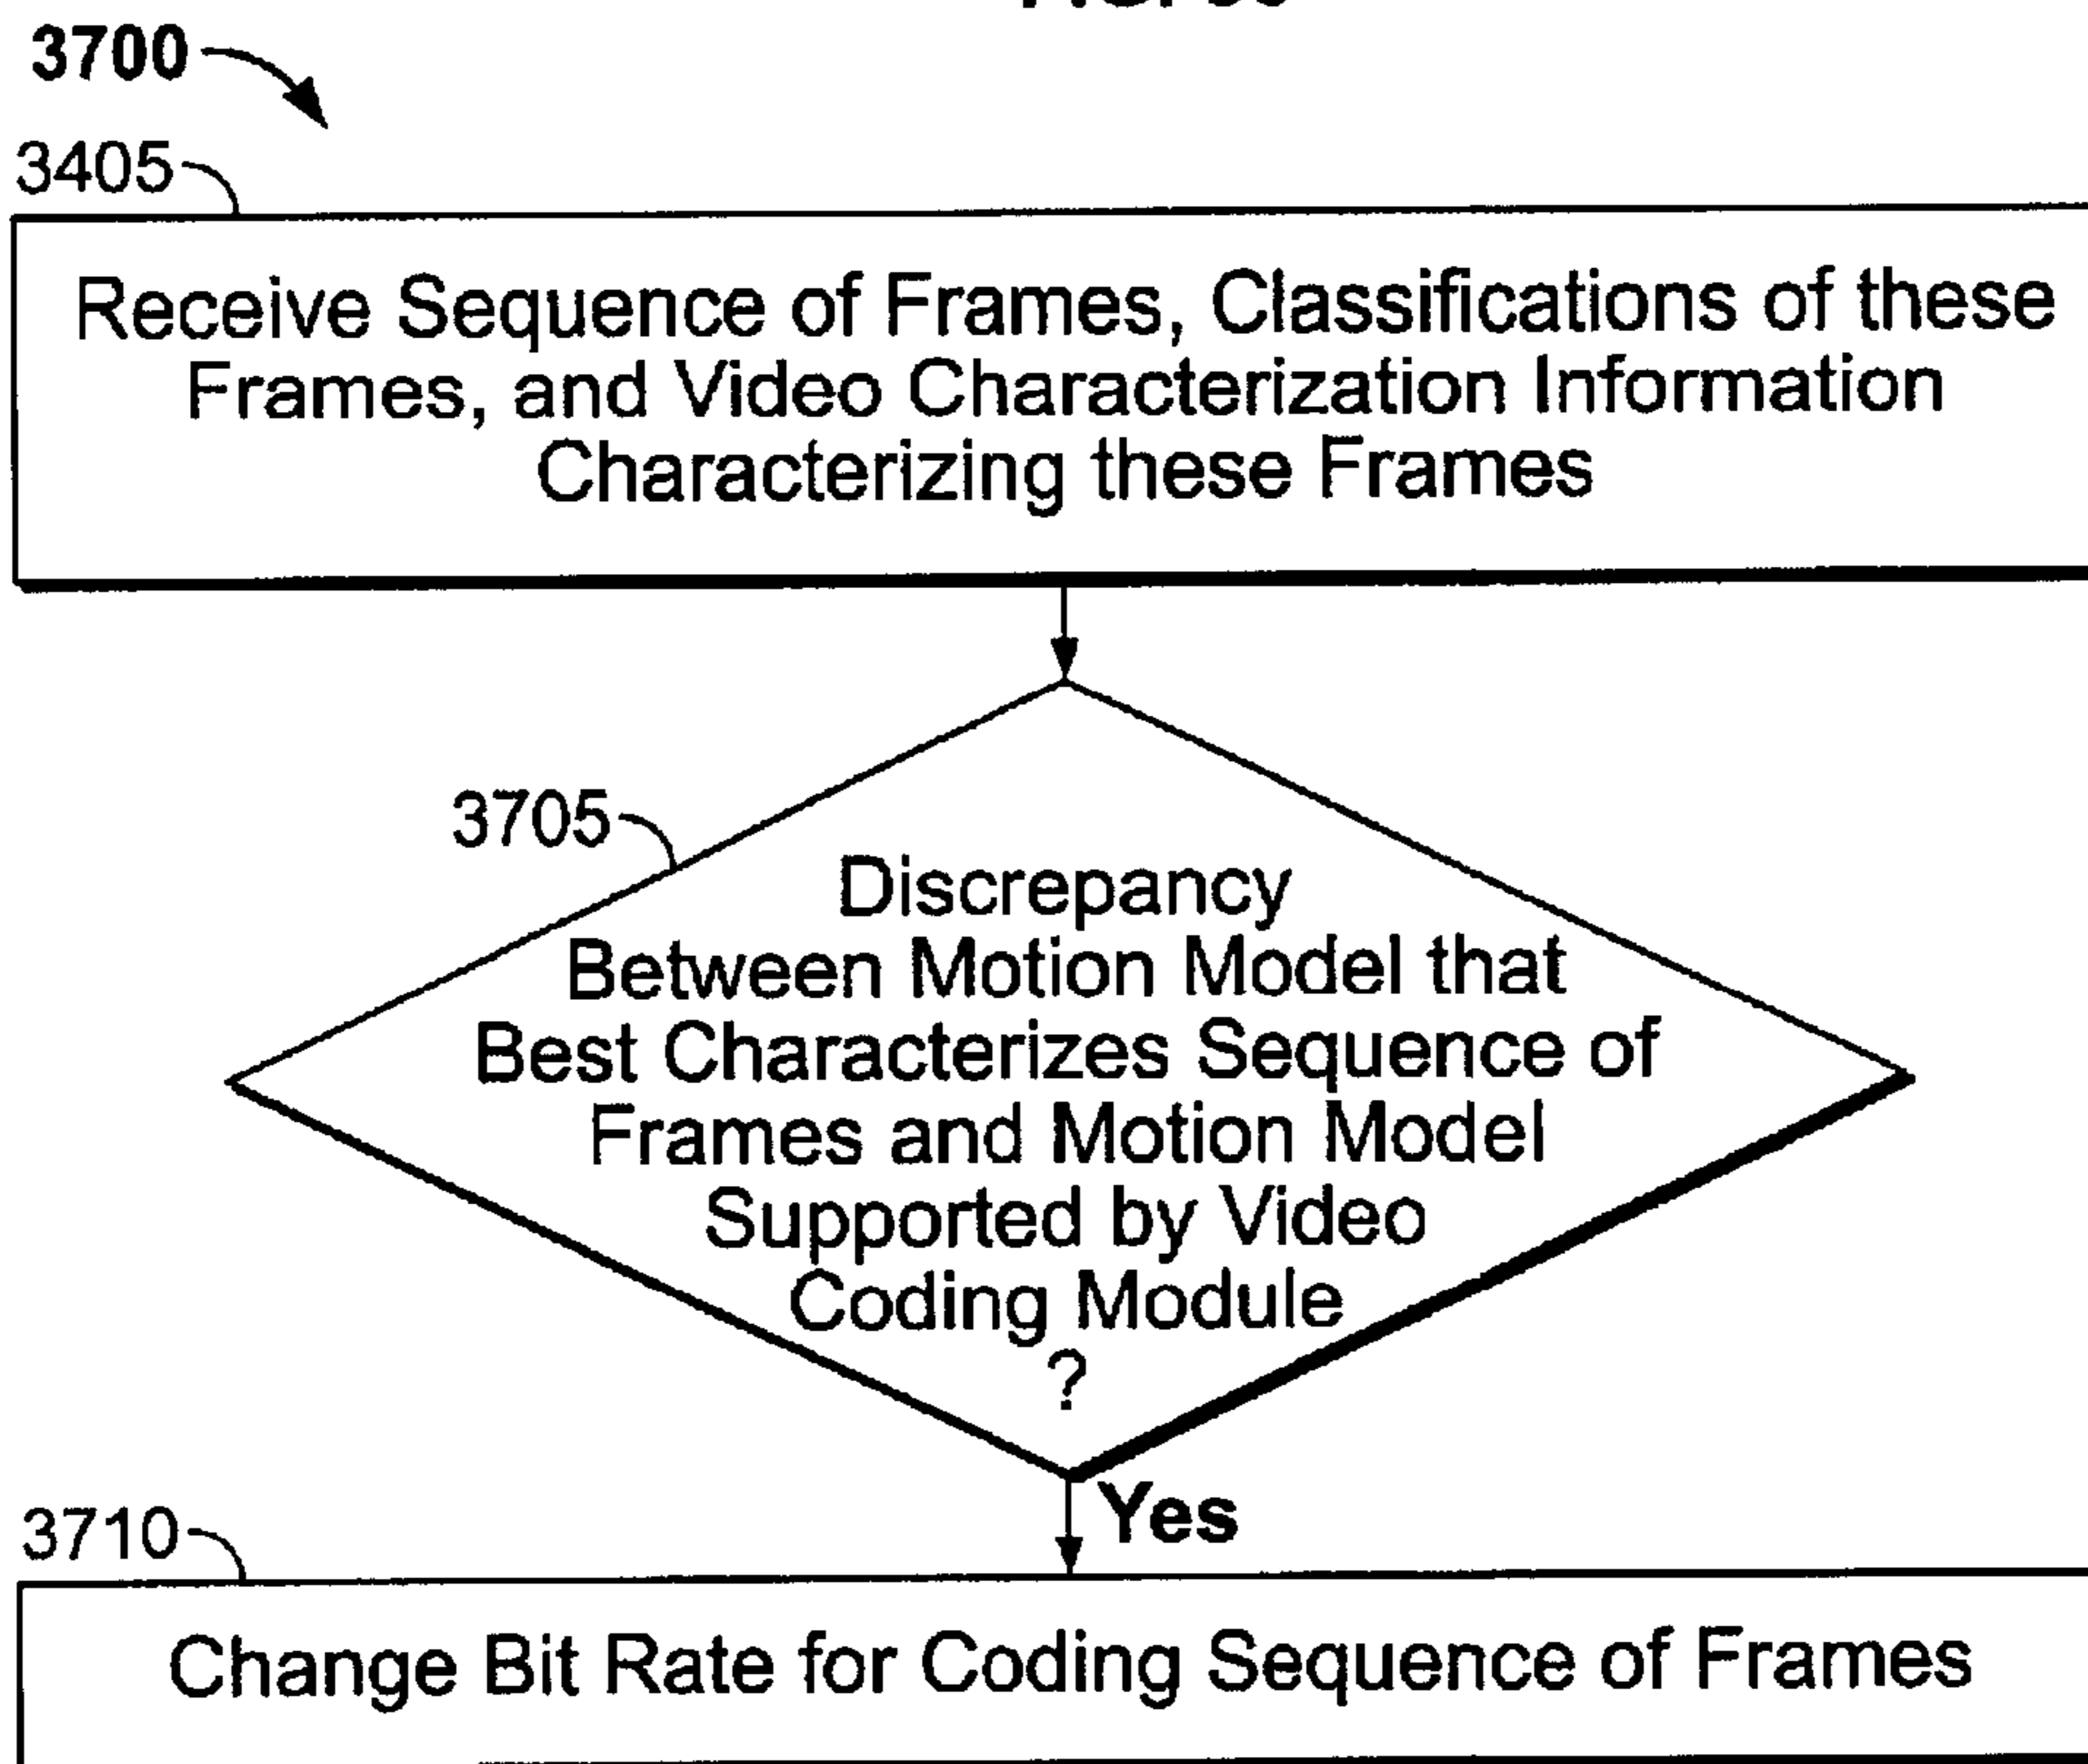 3700
3405
Receive Sequence of Frames, Classifications of these
Frames, and Video Characterization Information
Characterizing these Frames
3705
Discrepancy
Between Motion Model that
Best Characterizes Sequence of
Frames and Motion Model
Supported by Video
Coding Module
?
Yes
3710
Change Bit Rate for Coding Sequence of Frames